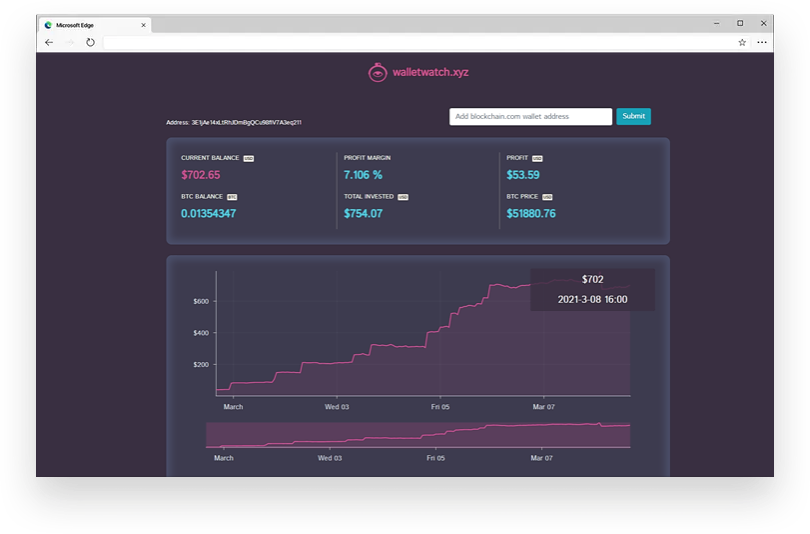 Microsoft Edge
walletwatch.xyz
Add blockchain.com wallet address Submit
CURRENT BALANCE USD PROFIT MARGIN PROFIT USD
$702.65 7.106 % $53.59
BTC BALANCE BTC TOTAL INVESTED USD BTC PRICE USD
0.01354347 $754.07 $51880.76
$702
2021-3-08 16:00
$600
$400
$200
March Wed 03 Fri 05 Mar 07
March Wed 03 Fri 05 Mar 07